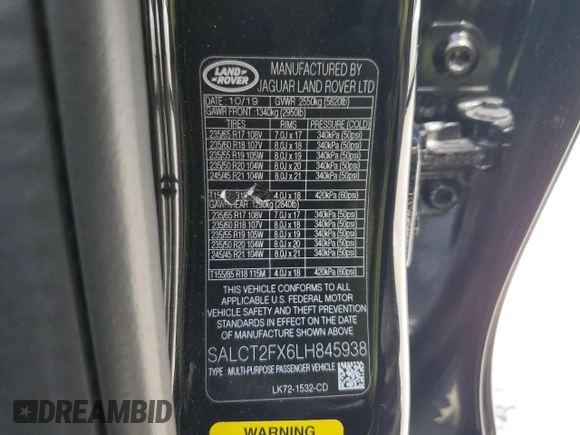 LAND ROVER
MANUFACTURED BY
JAGUAR LAND ROVER LTD
DATE: 10/19 GVWR 2550kg (5620lb)
GAWR FRONT: 1340kg (2950lb)
TIRES RIMS PRESSURE (COLD)
235/65 R17 108V 7.0J x 17 340kPa (50psi)
235/60 R18 107V 8.0J x 18 340kPa (50psi)
235/55 R19 105W 8.0J x 19 340kPa (50psi)
235/50 R20 104W 8.0J x 20 340kPa (50psi)
245/45 R21 104W 8.0J x 21 340kPa (50psi)
4.0J x 18 420kPa (60psi)
GAWR REAR 1290kg (2840lb)
235/65 R17 108V 7.0J x 17 340kPa (50psi)
235/60 R18 107V 8.0J x 18 340kPa (50psi)
235/55 R19 105W 8.0J x 19 340kPa (50psi)
235/50 R20 104W 8.0J x 20 340kPa (50psi)
245/45 R21 104W 8.0J x 21 340kPa (50psi)
T155/85 R18 115M 4.0J x 18 420kPa (60psi)
THIS VEHICLE CONFORMS TO ALL
APPLICABLE U.S. FEDERAL MOTOR
VEHICLE SAFETY & THEFT PREVENTION
STANDARDS IN EFFECT ON THE DATE
OF MANUFACTURE SHOWN ABOVE
SALCT2FX6LH845938
TYPE : MULTI-PURPOSE PASSENGER VEHICLE
LK72-1532-CD
WARNING
DREAMBID